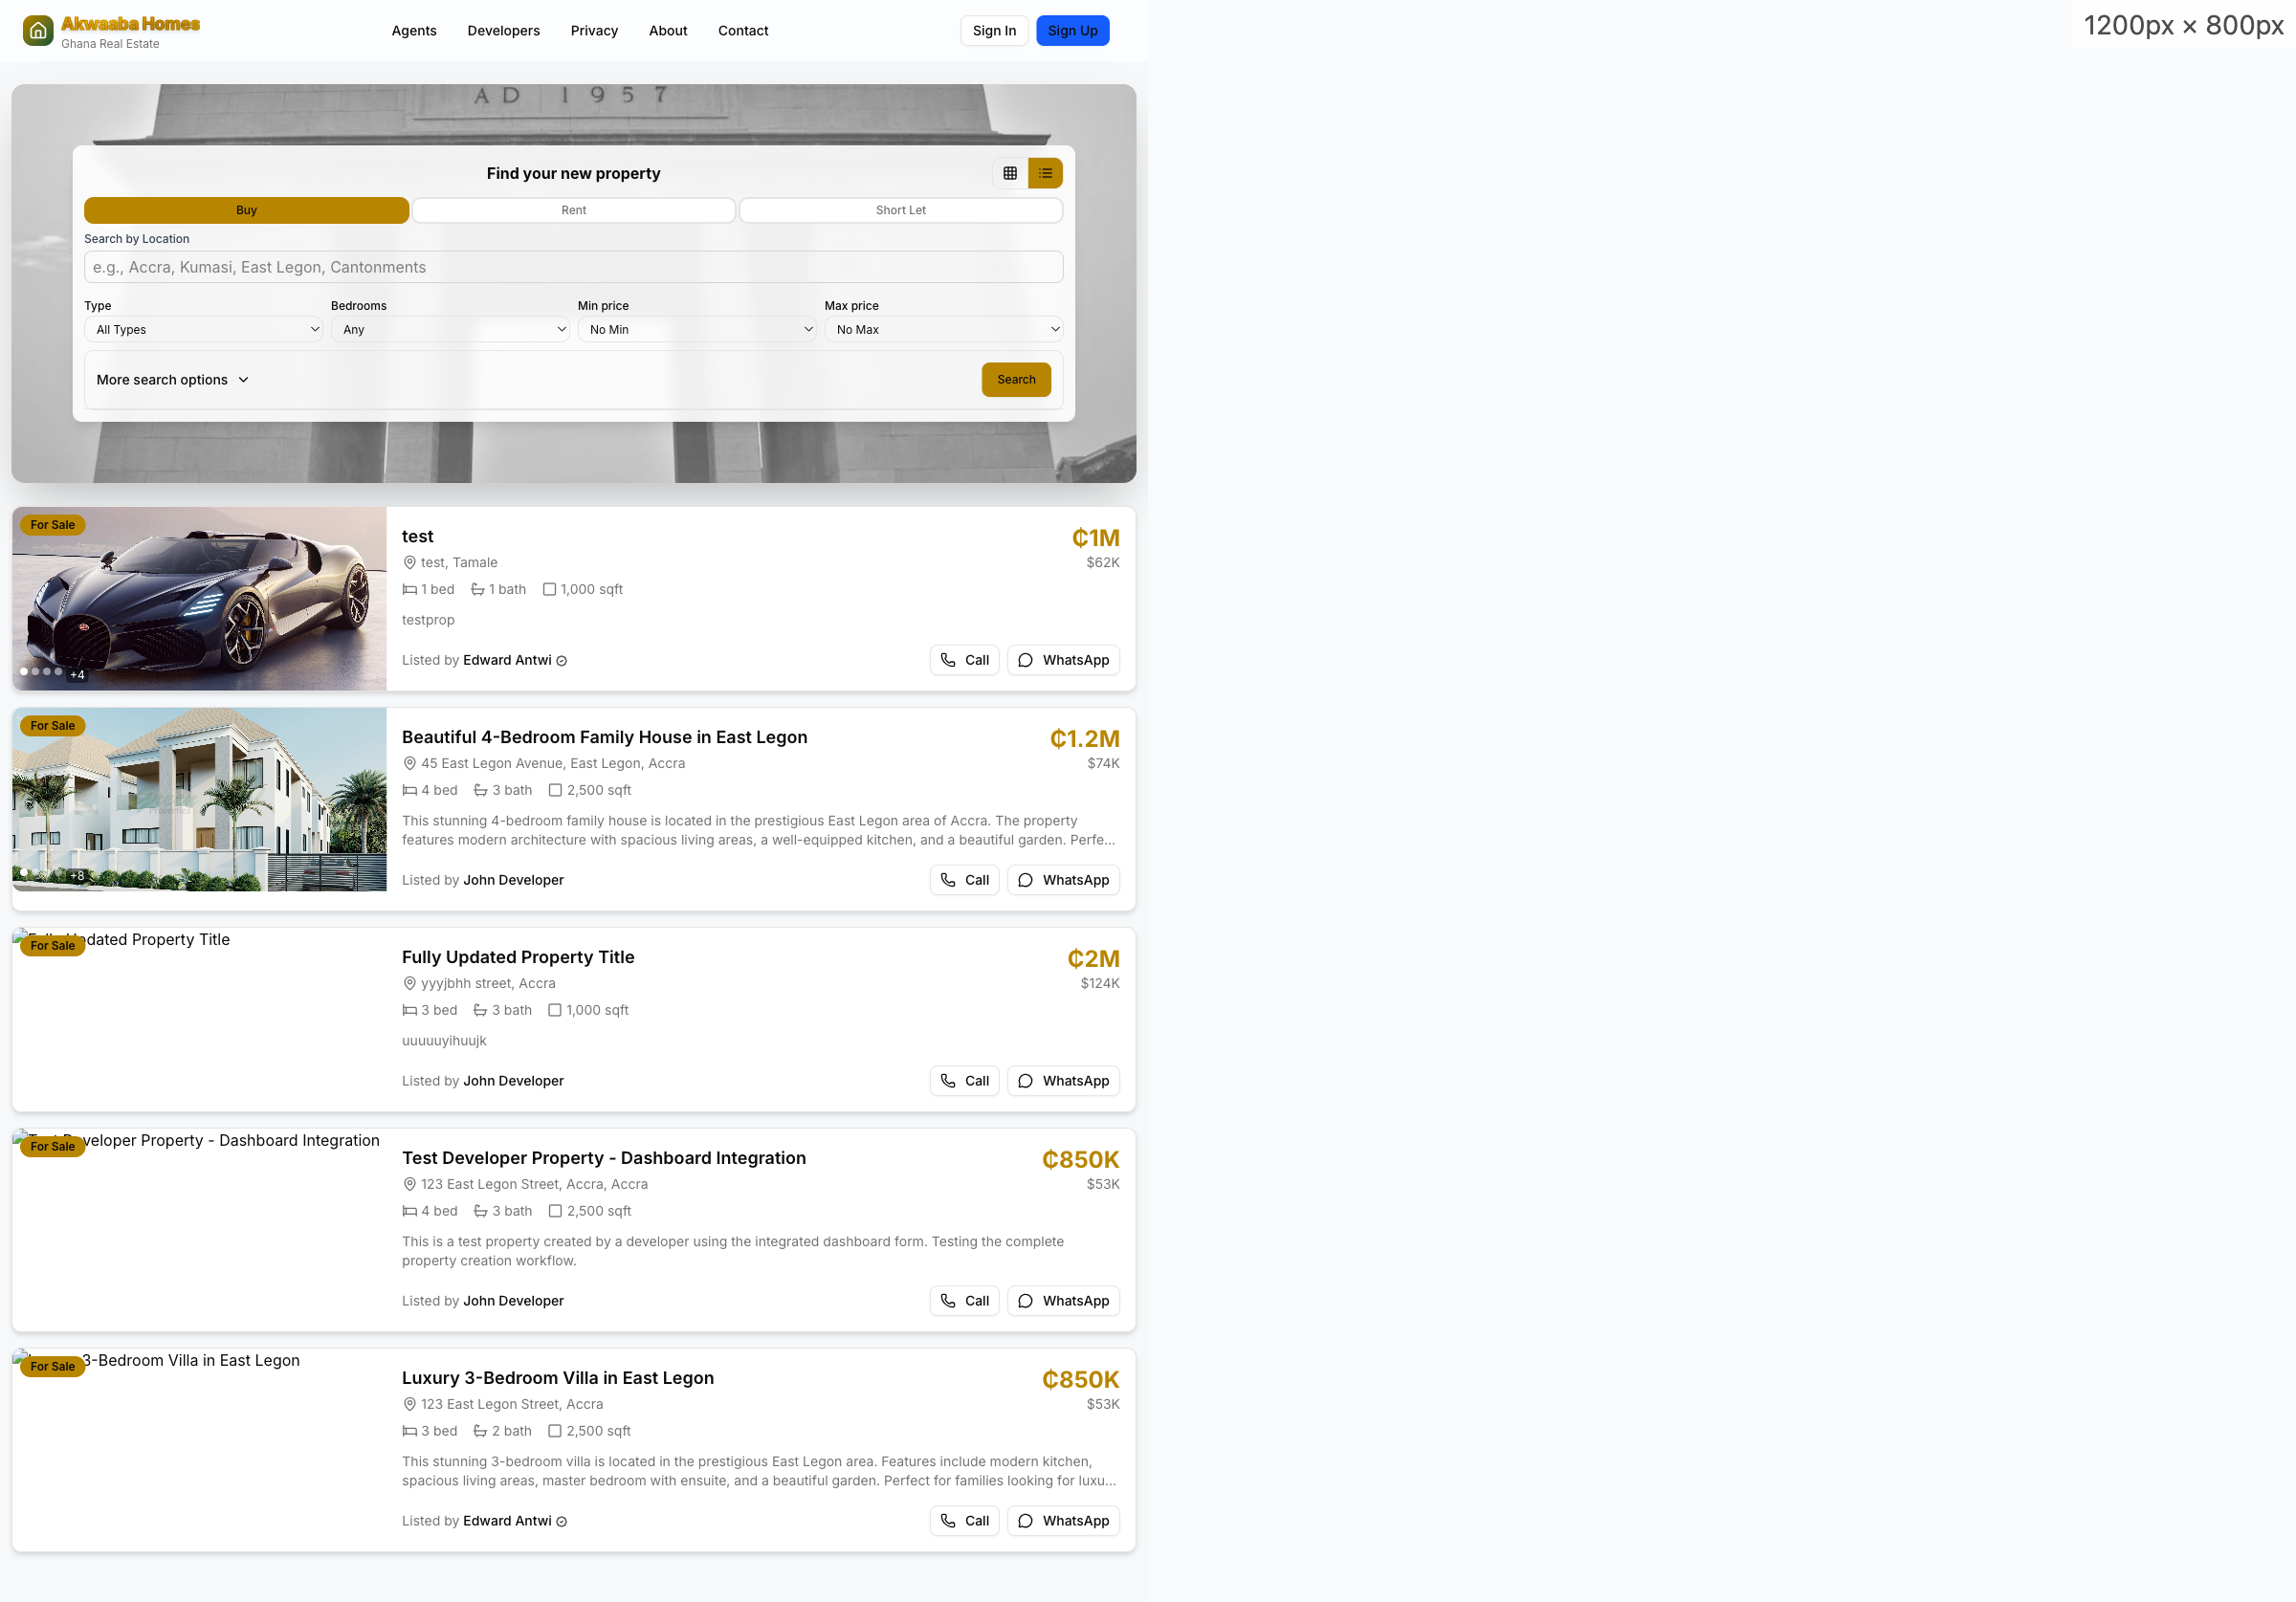 Akwaaba Homes
Ghana Real Estate
Agents
Developers
Privacy
About
Contact
Sign In
Sign Up
1200px × 800px
AD 1957
Find your new property
Buy
Rent
Short Let
Search by Location
e.g., Accra, Kumasi, East Legon, Cantonments
Type
Bedrooms
Min price
Max price
All Types
Any
No Min
No Max
More search options
Search
For Sale
+4
test
₵1M
test, Tamale
$62K
1 bed
1 bath
1,000 sqft
testprop
Listed by Edward Antwi
Call
WhatsApp
For Sale
Properties
+8
Beautiful 4-Bedroom Family House in East Legon
₵1.2M
45 East Legon Avenue, East Legon, Accra
$74K
4 bed
3 bath
2,500 sqft
This stunning 4-bedroom family house is located in the prestigious East Legon area of Accra. The property
features modern architecture with spacious living areas, a well-equipped kitchen, and a beautiful garden. Perfe...
Listed by John Developer
Call
WhatsApp
Updated Property Title
For Sale
Fully Updated Property Title
₵2M
yyyjbhh street, Accra
$124K
3 bed
3 bath
1,000 sqft
uuuuuyihuujk
Listed by John Developer
Call
WhatsApp
Developer Property - Dashboard Integration
For Sale
Test Developer Property - Dashboard Integration
₵850K
123 East Legon Street, Accra, Accra
$53K
4 bed
3 bath
2,500 sqft
This is a test property created by a developer using the integrated dashboard form. Testing the complete
property creation workflow.
Listed by John Developer
Call
WhatsApp
3-Bedroom Villa in East Legon
For Sale
Luxury 3-Bedroom Villa in East Legon
₵850K
123 East Legon Street, Accra
$53K
3 bed
2 bath
2,500 sqft
This stunning 3-bedroom villa is located in the prestigious East Legon area. Features include modern kitchen,
spacious living areas, master bedroom with ensuite, and a beautiful garden. Perfect for families looking for luxu...
Listed by Edward Antwi
Call
WhatsApp